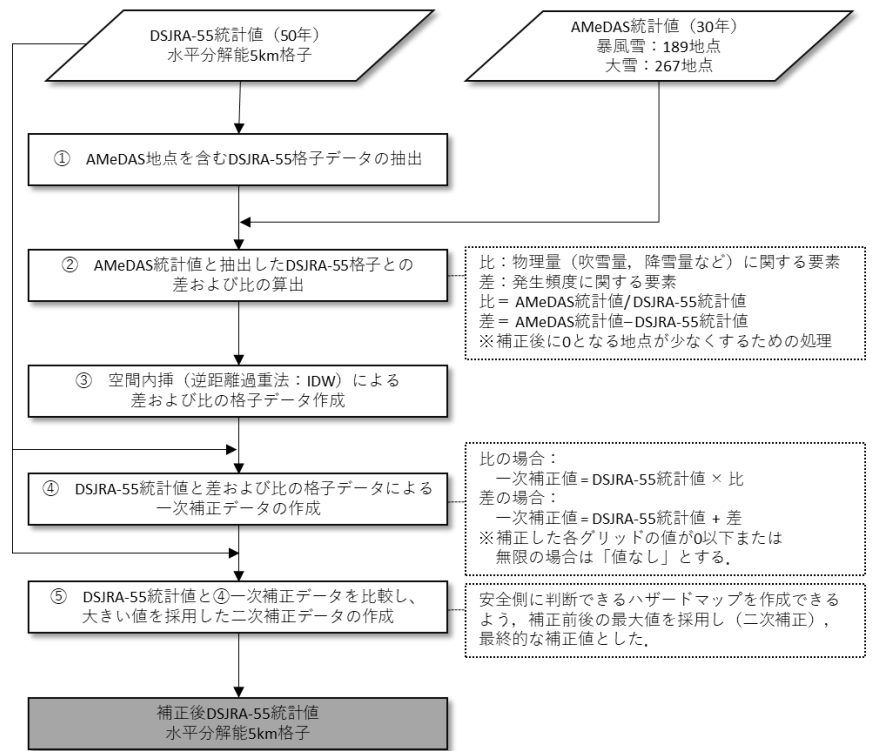 DSJRA-55統計値（50年）
水平分解能5km格子
AMeDAS統計値（30年）
暴風雪：189地点
大雪：267地点
① AMeDAS地点を含むDSJRA-55格子データの抽出
② AMeDAS統計値と抽出したDSJRA-55格子との
差および比の算出
比：物理量（吹雪量，降雪量など）に関する要素
差：発生頻度に関する要素
比 = AMeDAS統計値/DSJRA-55統計値
差 = AMeDAS統計値−DSJRA-55統計値
※補正後に0となる地点が少なくするための処理
③ 空間内挿（逆距離過重法：IDW）による
差および比の格子データ作成
④ DSJRA-55統計値と差および比の格子データによる
一次補正データの作成
比の場合：
一次補正値 = DSJRA-55統計値 × 比
差の場合：
一次補正値 = DSJRA-55統計値 + 差
※補正した各グリッドの値が0以下または
無限の場合は「値なし」とする．
⑤ DSJRA-55統計値と④一次補正データを比較し、
大きい値を採用した二次補正データの作成
安全側に判断できるハザードマップを作成できる
よう，補正前後の最大値を採用し（二次補正），
最終的な補正値とした．
補正後DSJRA-55統計値
水平分解能5km格子